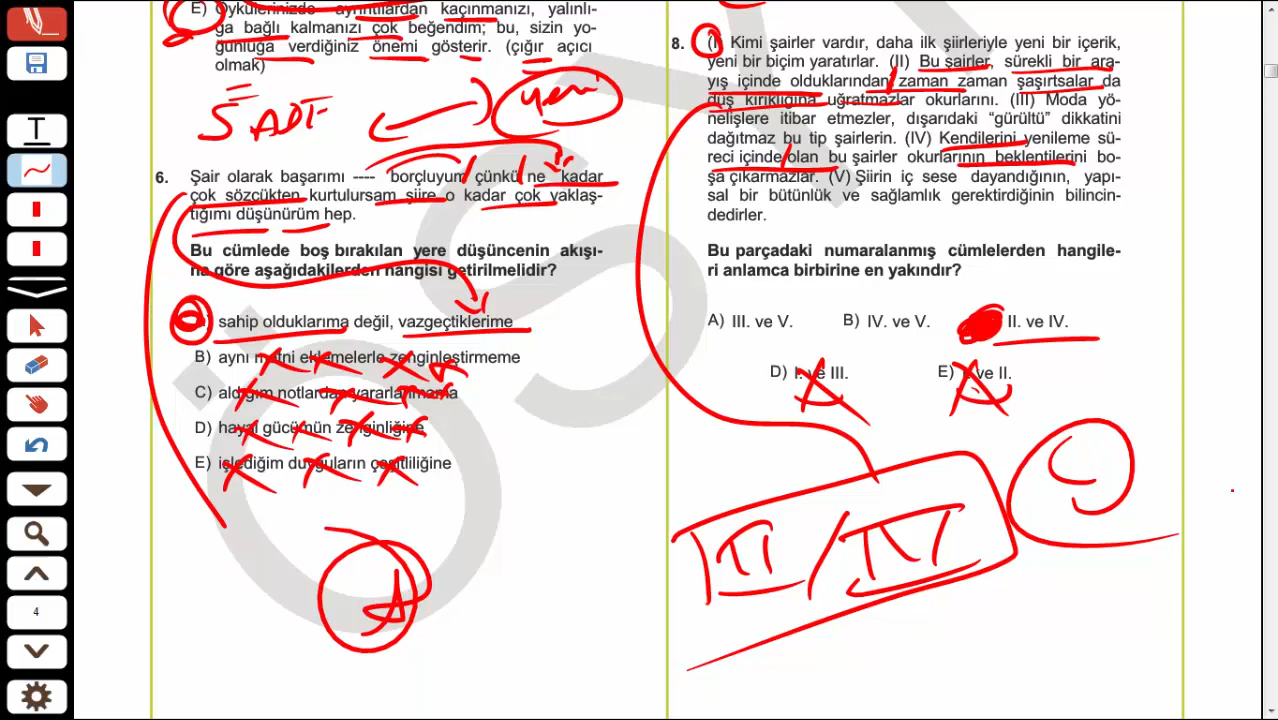 E) Öykülerinizde ayrıntılardan kaçınmanızı, yalınlı-
ğa bağlı kalmanızı çok beğendim; bu, sizin yo-
ğunluğa verdiğiniz önemi gösterir. (çığır açıcı
olmak)
yeni
6. Şair olarak başarımı ---- borçluyum çünkü ne kadar
çok sözcükten kurtulursam şiire o kadar çok yaklaş-
tığımı düşünürüm hep.
Bu cümlede boş bırakılan yere düşüncenin akışı-
na göre aşağıdakilerden hangisi getirilmelidir?
sahip olduklarıma değil, vazgeçtiklerime
B) aynı metni eklemelerle zenginleştirmeme
C) aldığım notlardan yararlanmama
D) hayal gücümün zenginliğine
E) işlediğim duyguların çeşitliliğine
A
8. (I) Kimi şairler vardır, daha ilk şiirleriyle yeni bir içerik,
yeni bir biçim yaratırlar. (II) Bu şairler, sürekli bir ara-
yış içinde olduklarından zaman zaman şaşırtsalar da
düş kırıklığına uğratmazlar okurlarını. (III) Moda yö-
nelişlere itibar etmezler, dışarıdaki “gürültü” dikkatini
dağıtmaz bu tip şairlerin. (IV) Kendilerini yenileme sü-
reci içinde olan bu şairler okurlarının beklentilerini bo-
şa çıkarmazlar. (V) Şiirin iç sese dayandığının, yapı-
sal bir bütünlük ve sağlamlık gerektirdiğinin bilincin-
dedirler.
Bu parçadaki numaralanmış cümlelerden hangile-
ri anlamca birbirine en yakındır?
A) III. ve V. B) IV. ve V. II. ve IV.
D) I. ve III. E) I. ve II.
II / IV
C
4